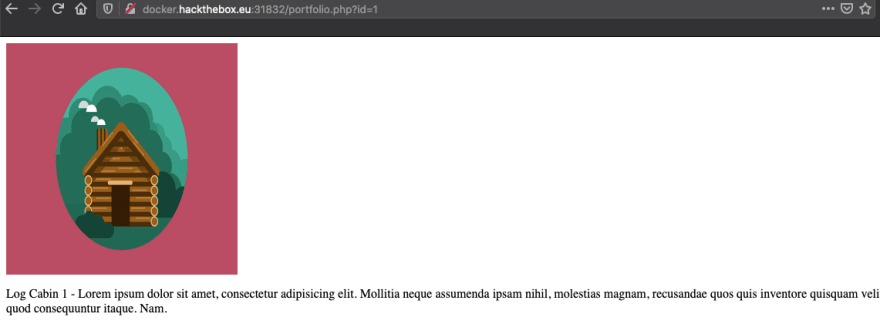 docker.hackthebox.eu:31832/portfolio.php?id=1
Log Cabin 1 - Lorem ipsum dolor sit amet, consectetur adipisicing elit. Mollitia neque assumenda ipsam nihil, molestias magnam, recusandae quos quis inventore quisquam veli
quod consequuntur itaque. Nam.